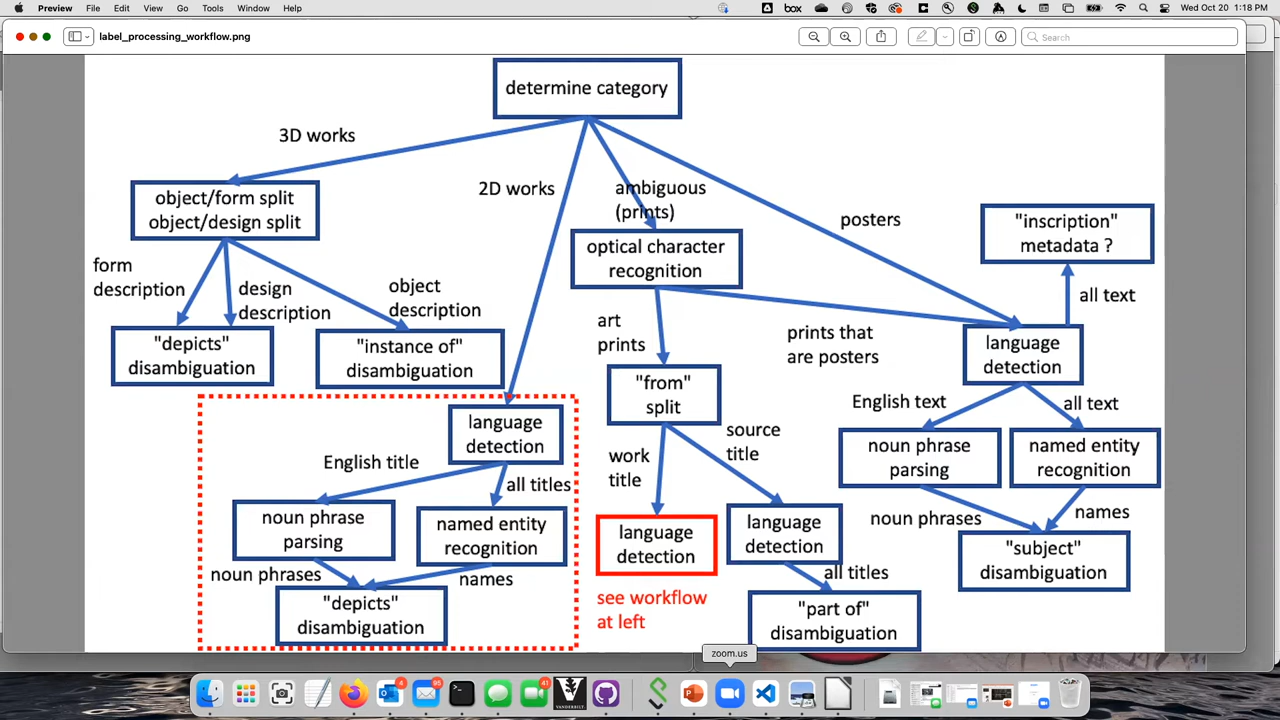 Preview File Edit View Go Tools Window Help
box
Wed Oct 20 1:18 PM
label_processing_workflow.png
Search
determine category
3D works
2D works
ambiguous
(prints)
posters
object/form split
object/design split
optical character
recognition
"inscription"
metadata ?
form
description
design
description
object
description
all text
art
prints
prints that
are posters
language
detection
"depicts"
disambiguation
"instance of"
disambiguation
"from"
split
English text
all text
language
detection
work
title
source
title
noun phrase
parsing
named entity
recognition
English title
all titles
noun phrase
parsing
named entity
recognition
language
detection
language
detection
noun phrases
names
"subject"
disambiguation
noun phrases
names
all titles
"depicts"
disambiguation
see workflow
at left
"part of"
disambiguation
zoom.us
4
95
41
VANDERBILT